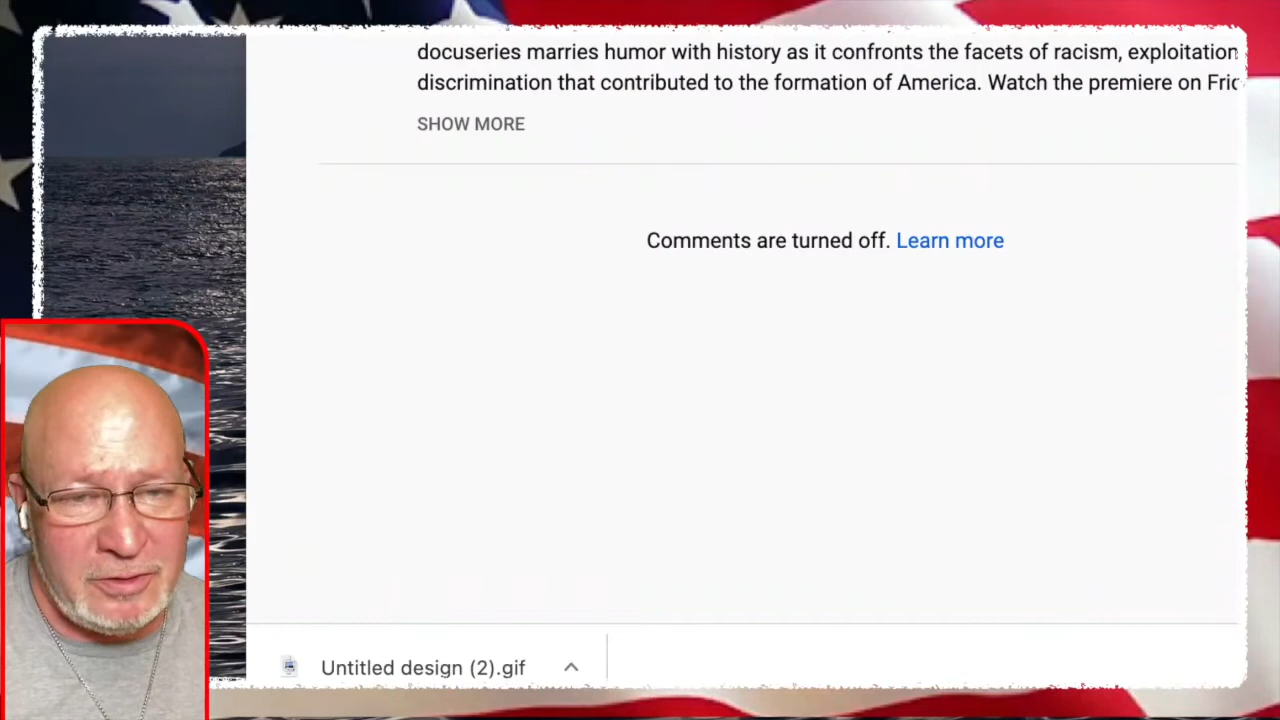 docuseries marries humor with history as it confronts the facets of racism, exploitation
discrimination that contributed to the formation of America. Watch the premiere on Fri
SHOW MORE
Comments are turned off. Learn more
Untitled design (2).gif